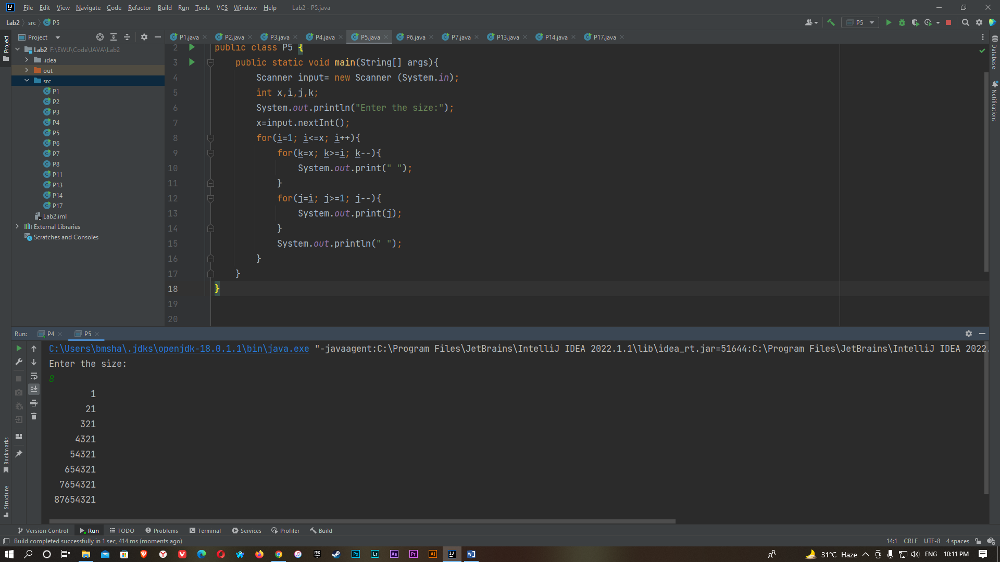 File Edit View Navigate Code Refactor Build Run Tools VCS Window Help Lab2 - P5.java
Lab2 src P5
P5
Project
P1.java P2.java P3.java P4.java P5.java P6.java P7.java P13.java P14.java P17.java
Project
Database
Notifications
Lab2 F:\EWU\Code\JAVA\Lab2
.idea
out
src
P1
P2
P3
P4
P5
P6
P7
P8
P11
P13
P14
P17
Lab2.iml
External Libraries
Scratches and Consoles
2 public class P5 {
3 public static void main(String[] args){
4 Scanner input= new Scanner (System.in);
5 int x,i,j,k;
6 System.out.println("Enter the size:");
7 x=input.nextInt();
8 for(i=1; i<=x; i++){
9 for(k=x; k>=i; k--){
10 System.out.print(" ");
11 }
12 for(j=i; j>=1; j--){
13 System.out.print(j);
14 }
15 System.out.println(" ");
16 }
17 }
18 }
19
20
Run: P4 P5
C:\Users\bmsha\.jdks\openjdk-18.0.1.1\bin\java.exe "-javaagent:C:\Program Files\JetBrains\IntelliJ IDEA 2022.1.1\lib\idea_rt.jar=51644:C:\Program Files\JetBrains\IntelliJ IDEA 2022.
Enter the size:
8
1
21
321
4321
54321
654321
7654321
87654321
Bookmarks
Structure
Version Control Run TODO Problems Terminal Services Profiler Build
Build completed successfully in 1 sec, 414 ms (moments ago) 14:1 CRLF UTF-8 4 spaces
EPIC GAMES Ps Lr Ae Pr Ai IJ W 31°C Haze ENG 10:11 PM